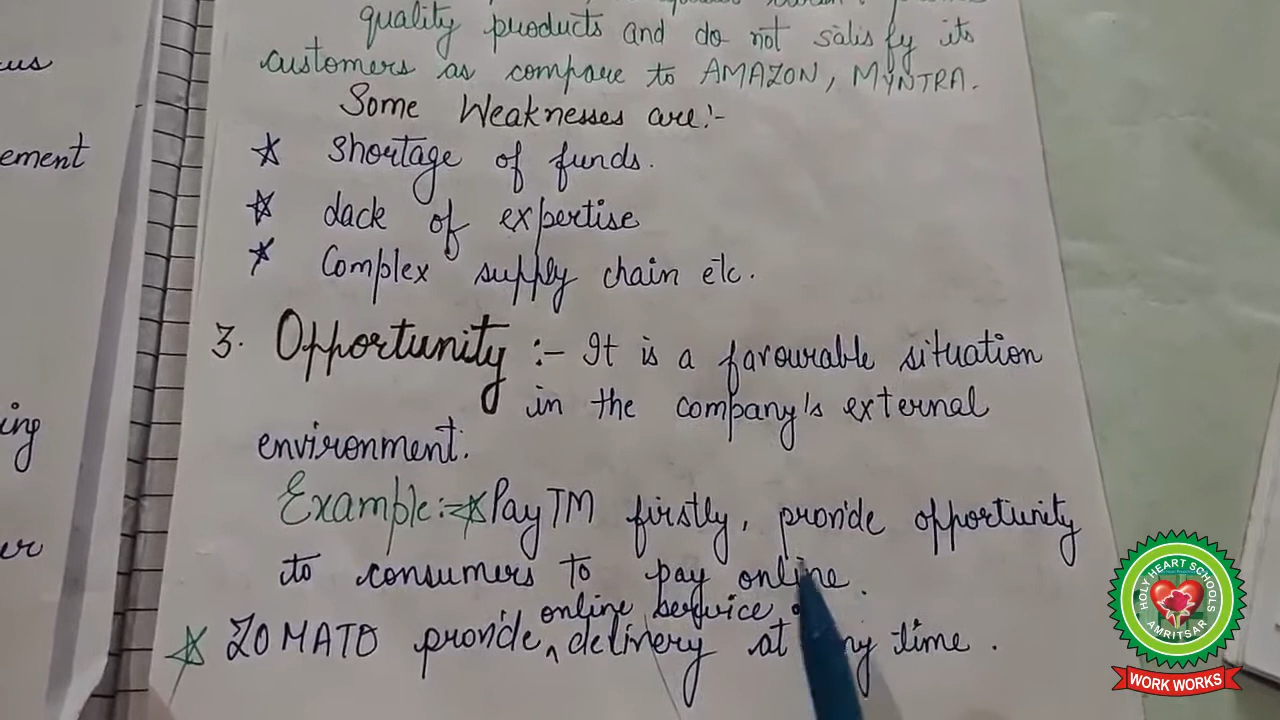 quality products and do not satisfy its
customers as compare to AMAZON, MYNTRA.
Some Weaknesses are:-
☆ Shortage of funds.
☆ Lack of expertise
☆ Complex supply chain etc.
3. Opportunity :- It is a favourable situation
in the company's external
environment.
Example:- ☆ PayTM firstly, provide opportunity
to consumers to pay online.
online service
☆ ZOMATO provide ^ delivery at any time.
us
ement
ing
er
HOLY HEART SCHOOLS
AMRITSAR
WORK WORKS